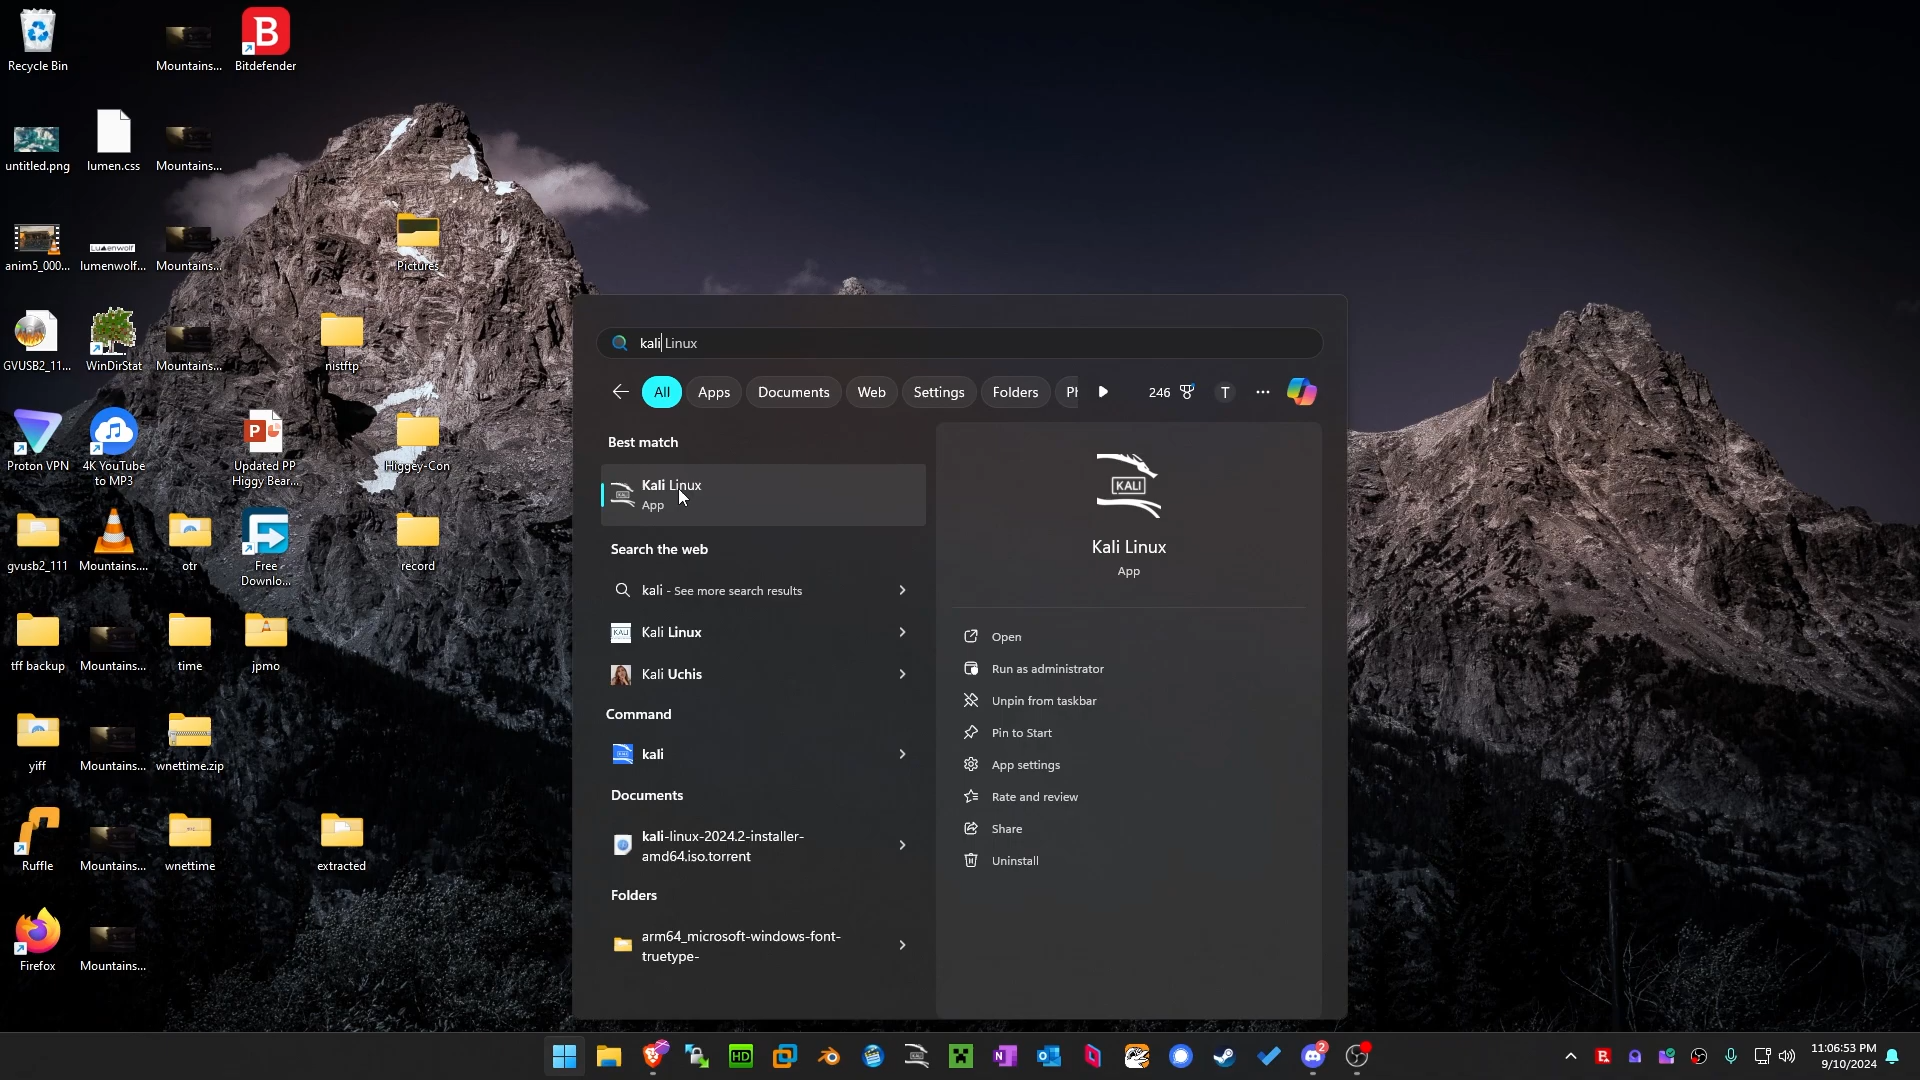 Recycle Bin
Mountains...
Bitdefender
untitled.png
lumen.css
Mountains...
anim5_000...
lumenwolf...
Mountains...
Pictures
GVUSB2_11...
WinDirStat
Mountains...
nistftp
Proton VPN
4K YouTube
to MP3
Updated PP
Higgy Bear...
Higgey-Con
gvusb2_111
Mountains....
otr
Free
Downlo...
record
tff backup
Mountains...
time
jpmo
yiff
Mountains...
wnettime.zip
Ruffle
Mountains...
wnettime
extracted
Firefox
Mountains...
kali Linux
All
Apps
Documents
Web
Settings
Folders
Ph
246
T
Best match
Kali Linux
App
Search the web
kali - See more search results
Kali Linux
Kali Uchis
Command
kali
Documents
kali-linux-2024.2-installer-
amd64.iso.torrent
Folders
arm64_microsoft-windows-font-
truetype-
KALI
Kali Linux
App
Open
Run as administrator
Unpin from taskbar
Pin to Start
App settings
Rate and review
Share
Uninstall
HD
2
11:06:53 PM
9/10/2024